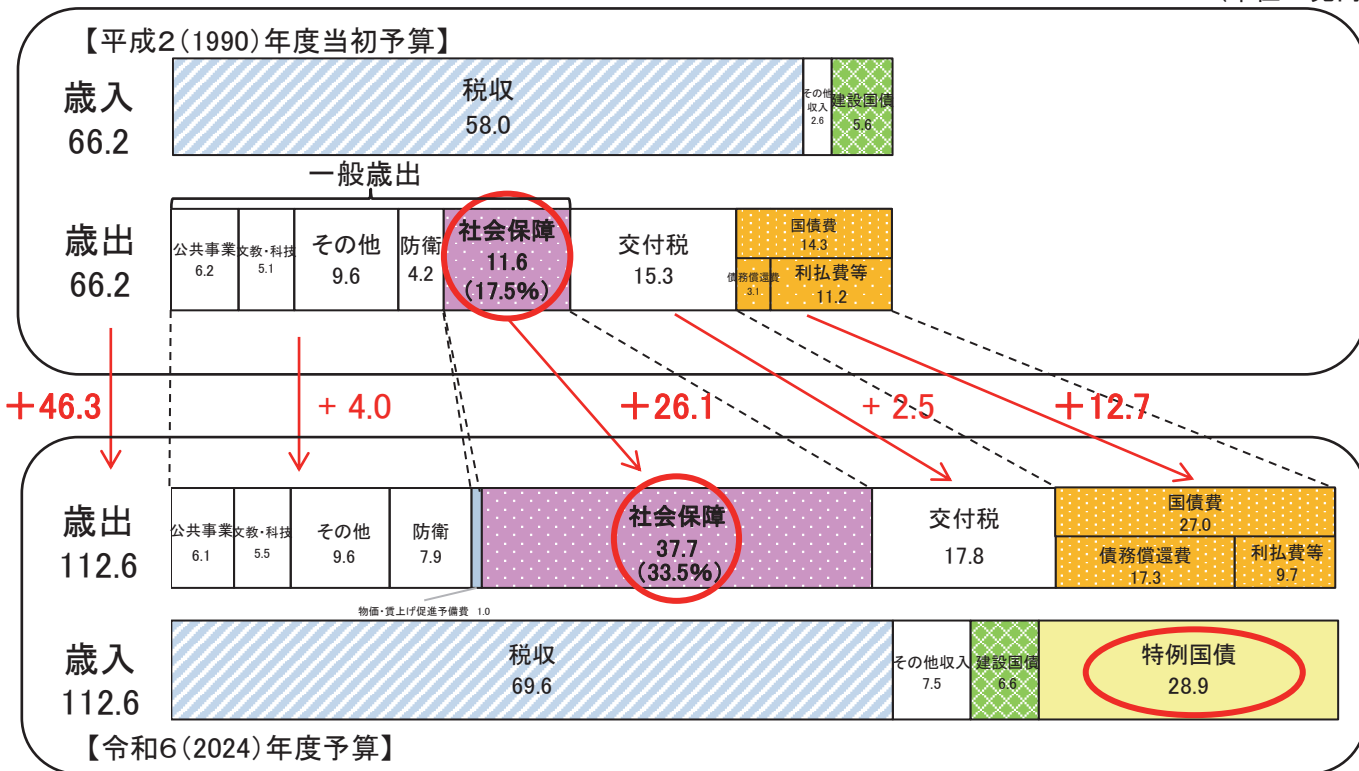 【平成2(1990)年度当初予算】
歳入
66.2
税収
58.0
その他
収入
2.6
建設国債
5.6
一般歳出
歳出
66.2
公共事業
6.2
文教・科技
5.1
その他
9.6
防衛
4.2
社会保障
11.6
(17.5%)
交付税
15.3
国債費
14.3
債務償還費
3.1
利払費等
11.2
+46.3
+ 4.0
+26.1
+ 2.5
+12.7
歳出
112.6
公共事業
6.1
文教・科技
5.5
その他
9.6
防衛
7.9
物価・賃上げ促進予備費 1.0
社会保障
37.7
(33.5%)
交付税
17.8
国債費
27.0
債務償還費
17.3
利払費等
9.7
歳入
112.6
税収
69.6
その他収入
7.5
建設国債
6.6
特例国債
28.9
【令和6(2024)年度予算】